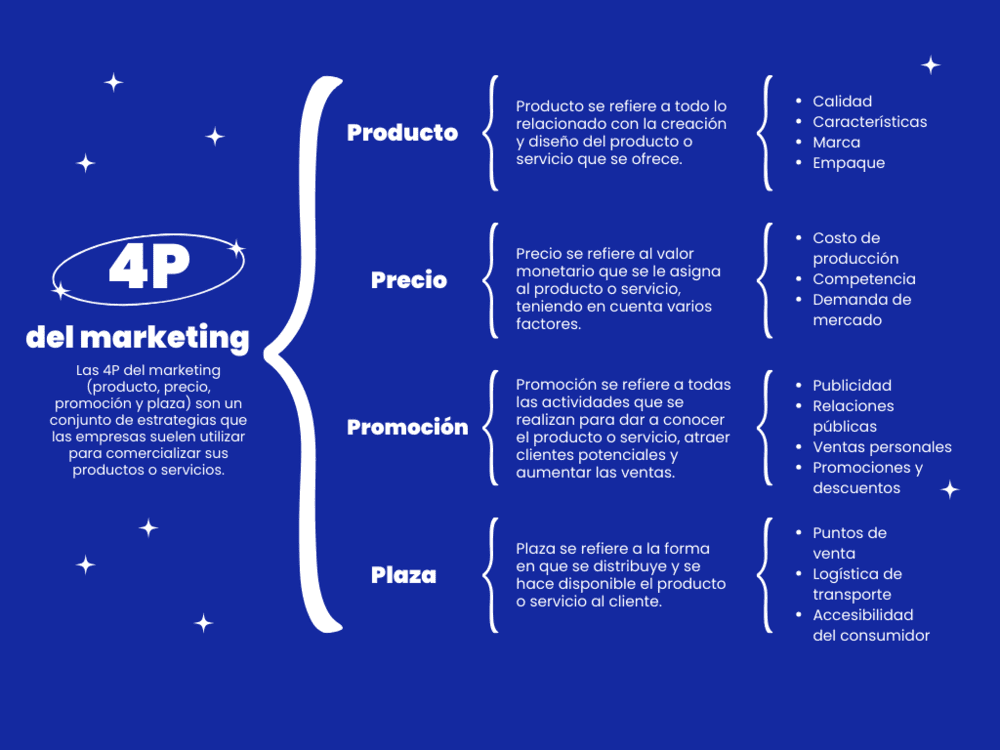 4P
del marketing
Las 4P del marketing
(producto, precio,
promoción y plaza) son un
conjunto de estrategias que
las empresas suelen utilizar
para comercializar sus
productos o servicios.
Producto
Producto se refiere a todo lo
relacionado con la creación
y diseño del producto o
servicio que se ofrece.
• Calidad
• Características
• Marca
• Empaque
Precio
Precio se refiere al valor
monetario que se le asigna
al producto o servicio,
teniendo en cuenta varios
factores.
• Costo de
producción
• Competencia
• Demanda de
mercado
Promoción
Promoción se refiere a todas
las actividades que se
realizan para dar a conocer
el producto o servicio, atraer
clientes potenciales y
aumentar las ventas.
• Publicidad
• Relaciones
públicas
• Ventas personales
• Promociones y
descuentos
Plaza
Plaza se refiere a la forma
en que se distribuye y se
hace disponible el producto
o servicio al cliente.
• Puntos de
venta
• Logística de
transporte
• Accesibilidad
del consumidor